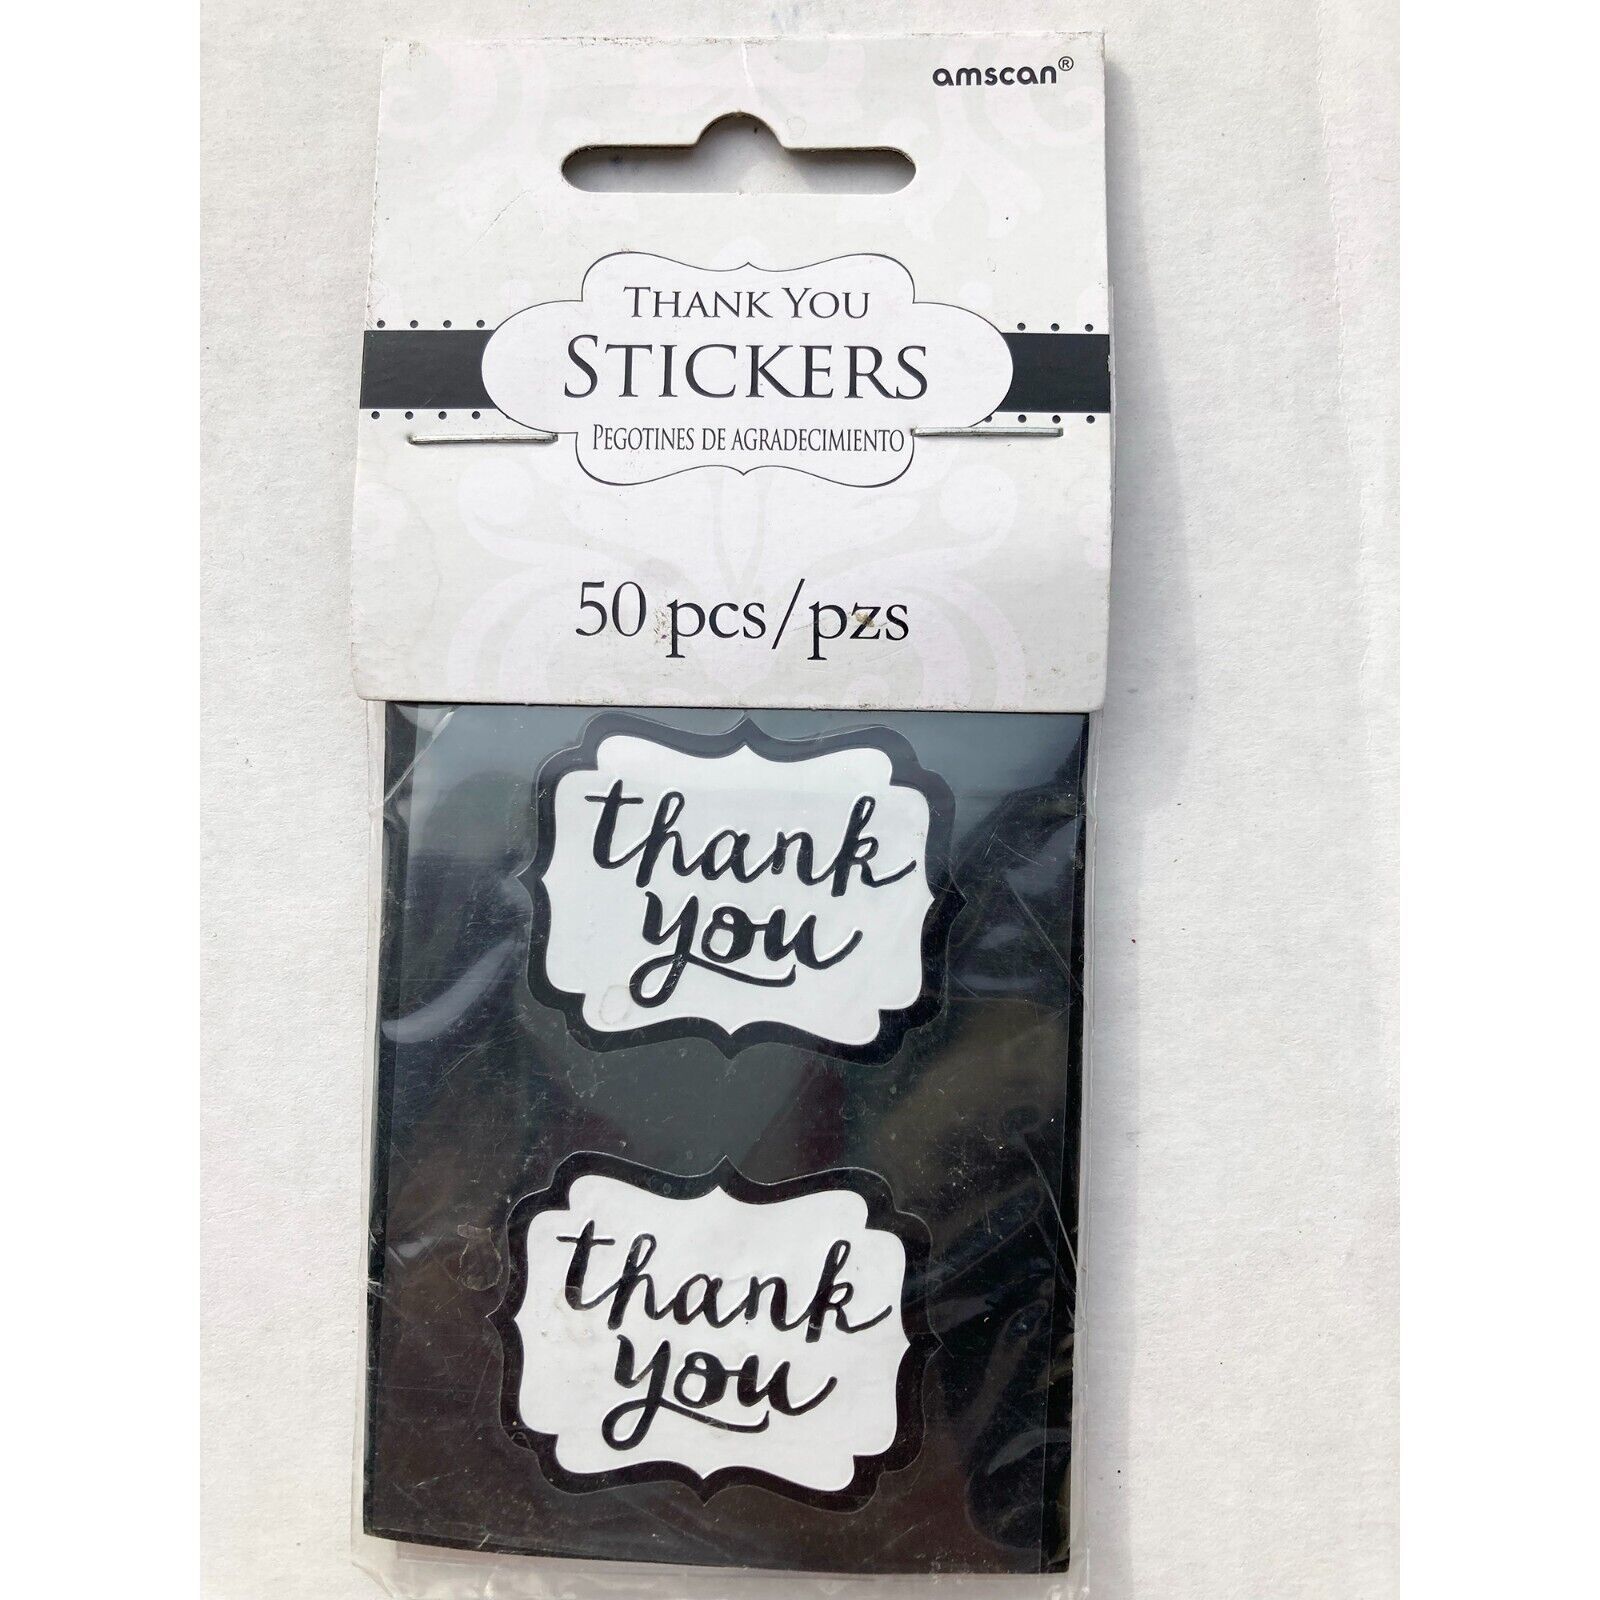 amscan®
THANK YOU
STICKERS
PEGOTINES DE AGRADECIMIENTO
50 pcs/pzs
thank
you
thank
you